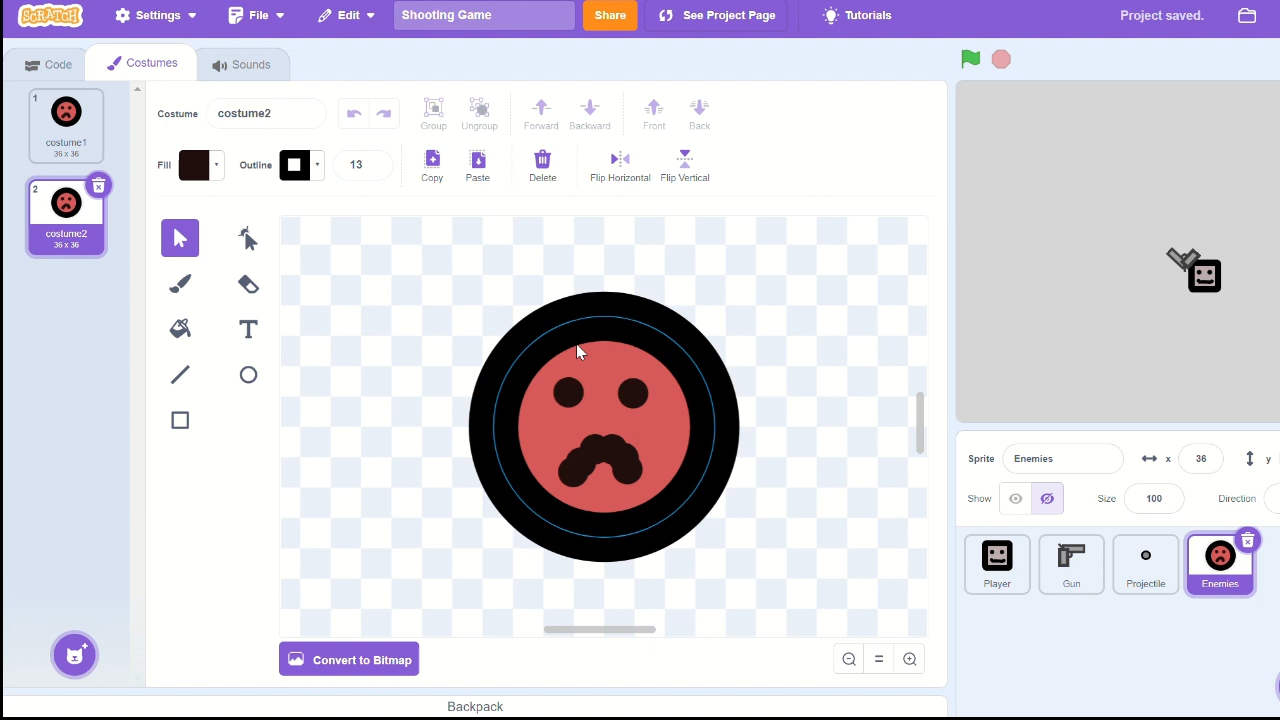 SCRATCH Settings File Edit Shooting Game Share See Project Page Tutorials Project saved.
Code Costumes Sounds
1
costume1
36 x 36
2
costume2
36 x 36
Costume costume2 Group Ungroup Forward Backward Front Back
Fill Outline 13 Copy Paste Delete Flip Horizontal Flip Vertical
T
Convert to Bitmap
Backpack
Sprite Enemies x 36 y
Show Size 100 Direction
Player Gun Projectile Enemies